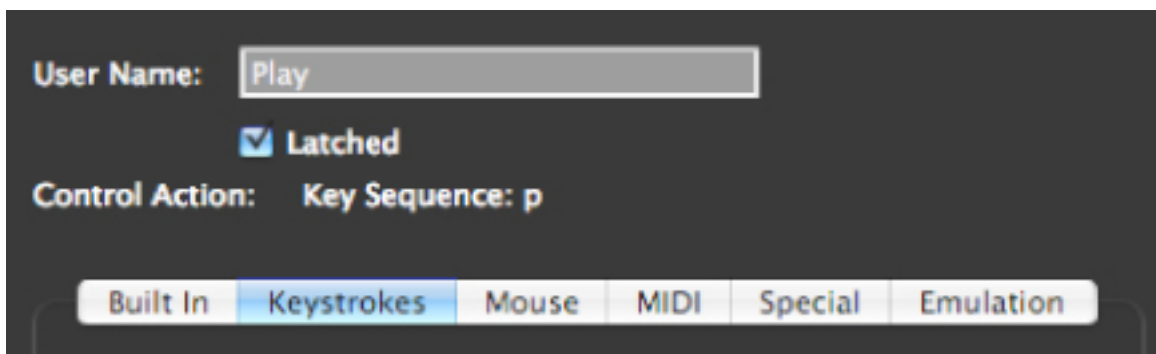 User Name: Play
Latched
Control Action: Key Sequence: p
Built In Keystrokes Mouse MIDI Special Emulation